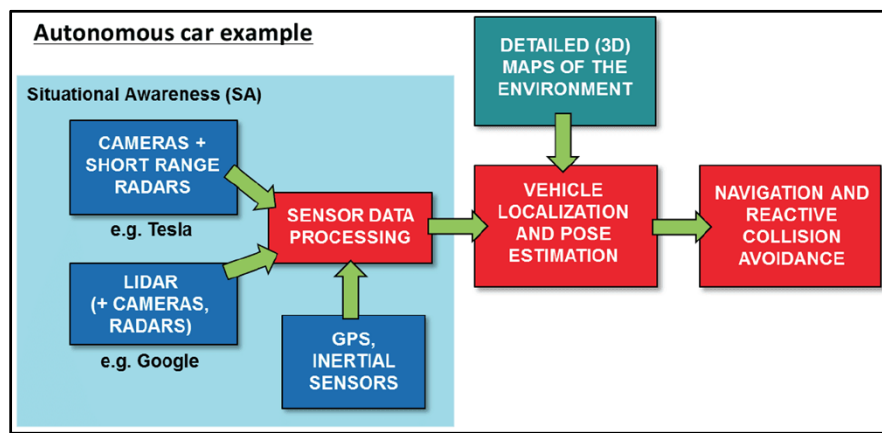 Autonomous car example
Situational Awareness (SA)
CAMERAS +
SHORT RANGE
RADARS
e.g. Tesla
LIDAR
(+ CAMERAS,
RADARS)
e.g. Google
SENSOR DATA
PROCESSING
GPS,
INERTIAL
SENSORS
DETAILED (3D)
MAPS OF THE
ENVIRONMENT
VEHICLE
LOCALIZATION
AND POSE
ESTIMATION
NAVIGATION AND
REACTIVE
COLLISION
AVOIDANCE